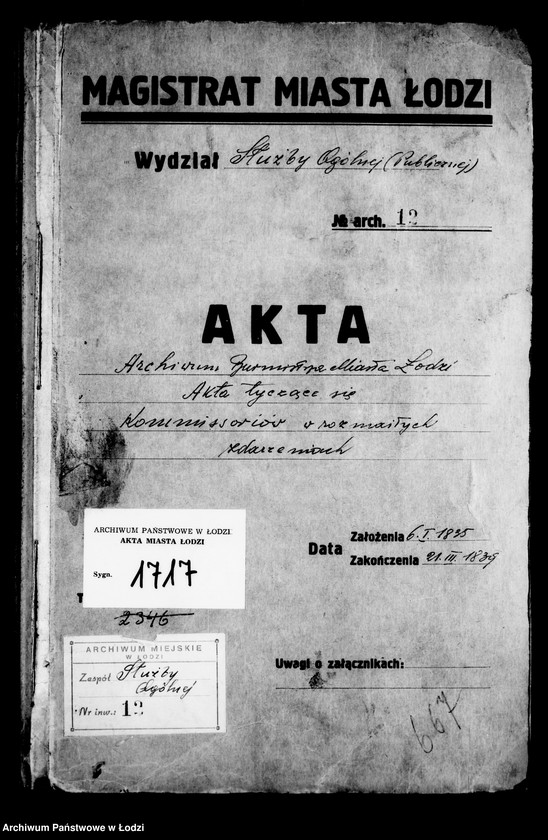 MAGISTRAT MIASTA ŁODZI
Wydział Służby Ogólnej (Publicznej)
№ arch. 12
AKTA
Archiwum Burmistrza Miasta Łodzi
Akta tyczące się
Kommissoriów w rozmaitych
zdarzeniach
ARCHIWUM PAŃSTWOWE W ŁODZI
AKTA MIASTA ŁODZI
Sygn. 1717
Data
Założenia 6.I.1835
Zakończenia 21.III.1839
2346
ARCHIWUM MIEJSKIE
W ŁODZI
Zespół Służby
Ogólnej
Nr inw.: 12
Uwagi o załącznikach:
667
Archiwum Państwowe w Łodzi